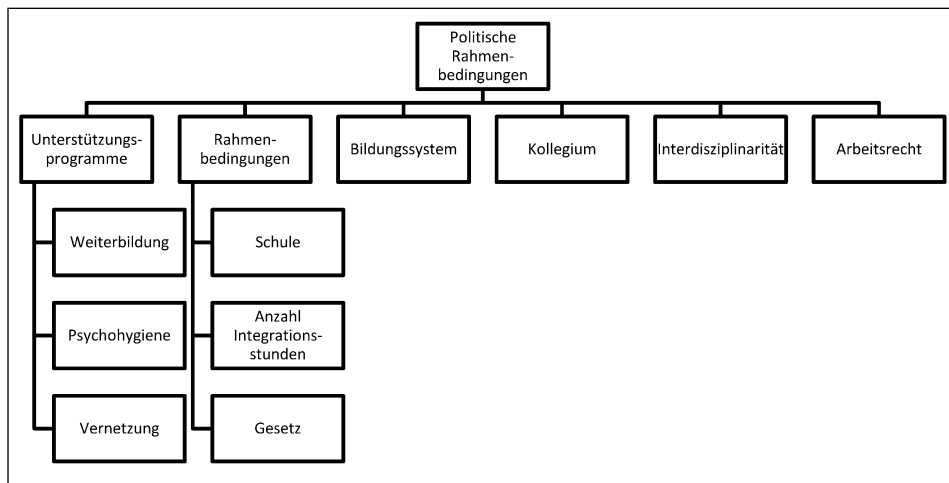 Politische
Rahmen-
bedingungen
Unterstützungs-
programme
Rahmen-
bedingungen
Bildungssystem
Kollegium
Interdisziplinarität
Arbeitsrecht
Weiterbildung
Schule
Psychohygiene
Anzahl
Integrations-
stunden
Vernetzung
Gesetz